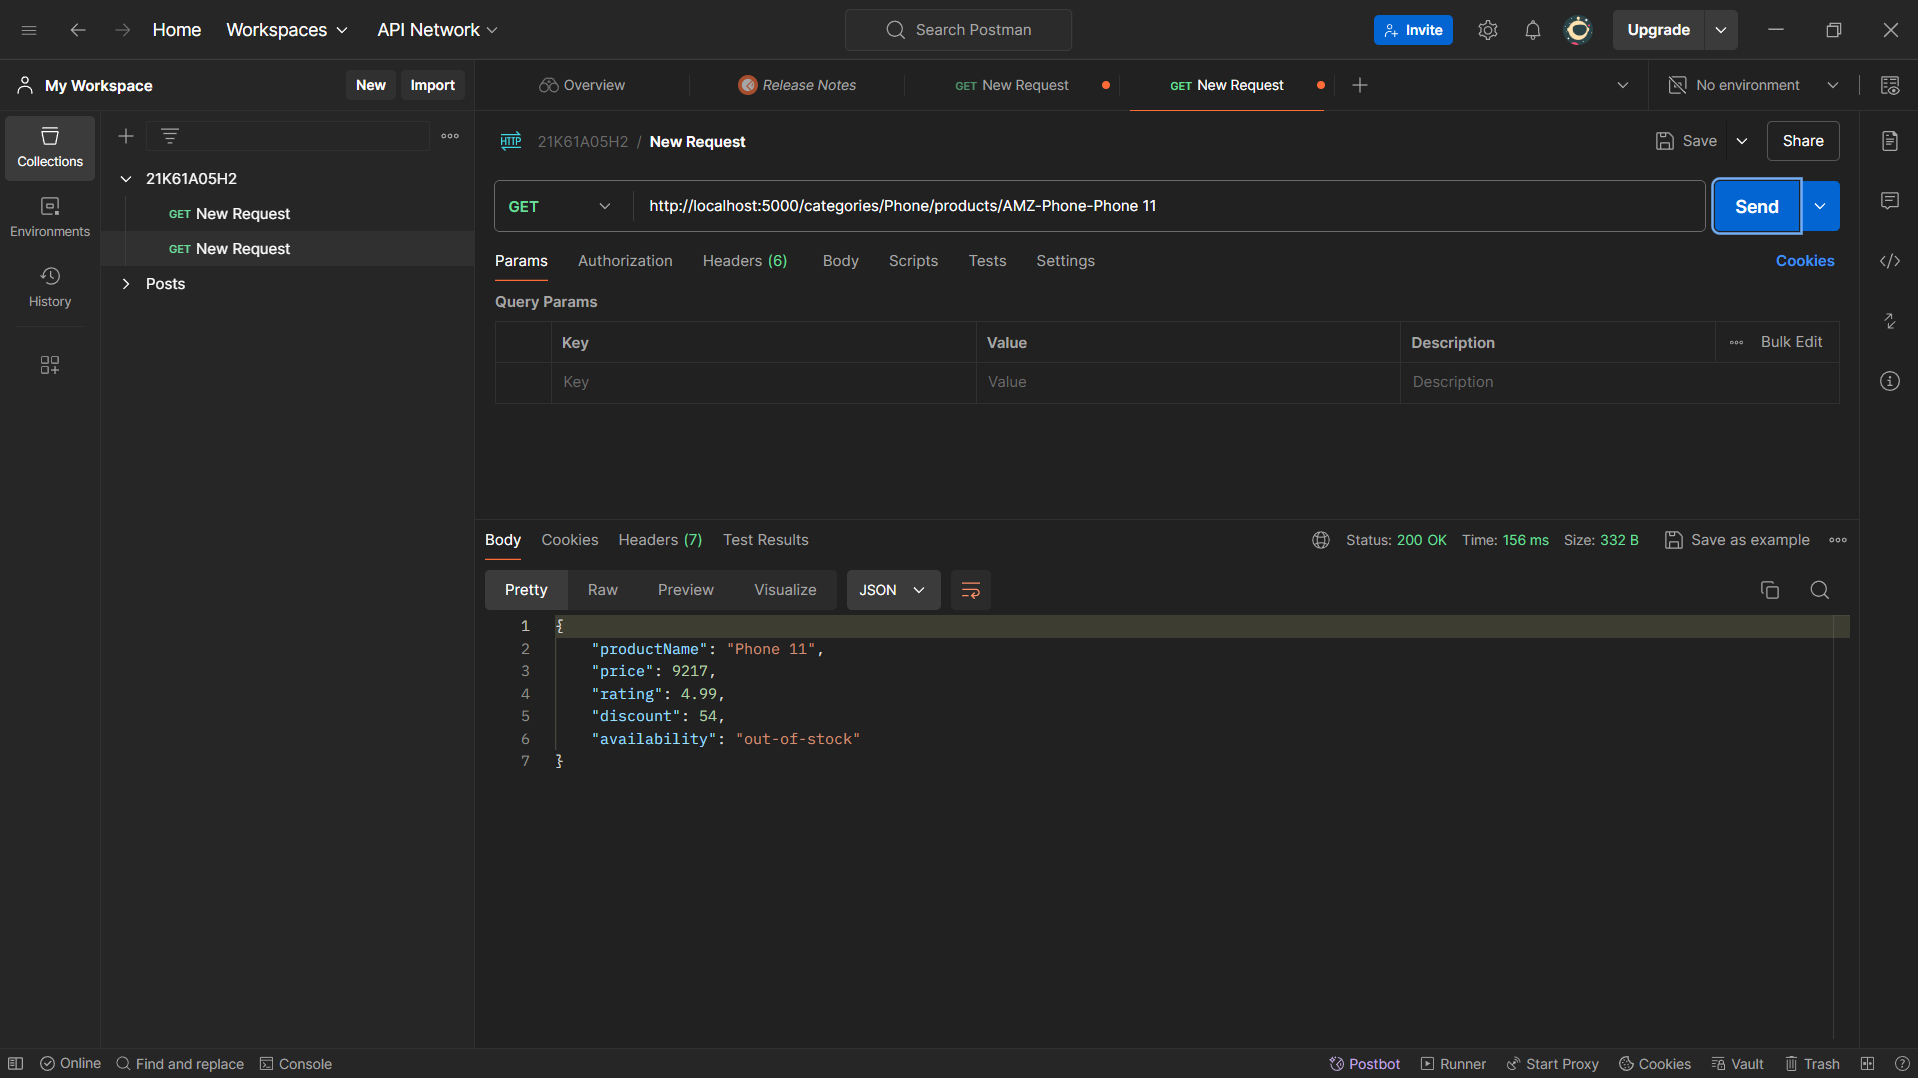 Home Workspaces API Network Search Postman Invite Upgrade
My Workspace New Import Overview Release Notes GET New Request GET New Request No environment
HTTP 21K61A05H2 / New Request Save Share
Collections
21K61A05H2
GET New Request
GET New Request
Posts
Environments
History
GET http://localhost:5000/categories/Phone/products/AMZ-Phone-Phone 11 Send
Params Authorization Headers (6) Body Scripts Tests Settings Cookies
Query Params
Key Value Description Bulk Edit
Key Value Description
Body Cookies Headers (7) Test Results Status: 200 OK Time: 156 ms Size: 332 B Save as example
Pretty Raw Preview Visualize JSON
1 {
2 "productName": "Phone 11",
3 "price": 9217,
4 "rating": 4.99,
5 "discount": 54,
6 "availability": "out-of-stock"
7 }
Online Find and replace Console Postbot Runner Start Proxy Cookies Vault Trash